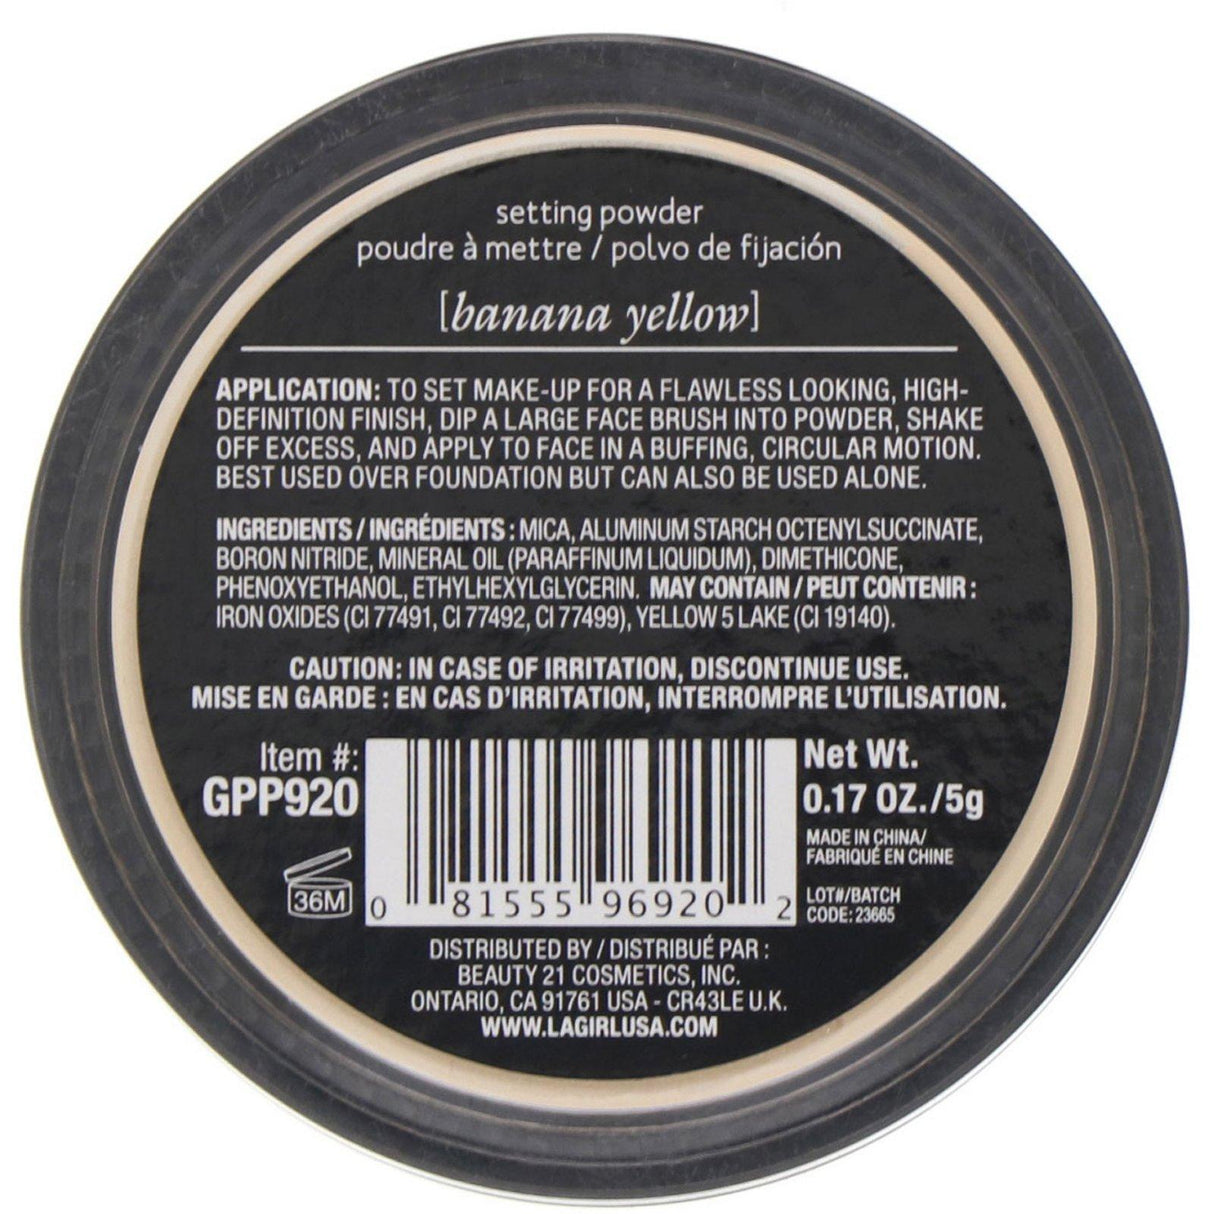 setting powder
poudre à mettre / polvo de fijación
[banana yellow]
APPLICATION: TO SET MAKE-UP FOR A FLAWLESS LOOKING, HIGH-
DEFINITION FINISH, DIP A LARGE FACE BRUSH INTO POWDER, SHAKE
OFF EXCESS, AND APPLY TO FACE IN A BUFFING, CIRCULAR MOTION.
BEST USED OVER FOUNDATION BUT CAN ALSO BE USED ALONE.
INGREDIENTS / INGRÉDIENTS : MICA, ALUMINUM STARCH OCTENYLSUCCINATE,
BORON NITRIDE, MINERAL OIL (PARAFFINUM LIQUIDUM), DIMETHICONE,
PHENOXYETHANOL, ETHYLHEXYLGLYCERIN. MAY CONTAIN / PEUT CONTENIR :
IRON OXIDES (CI 77491, CI 77492, CI 77499), YELLOW 5 LAKE (CI 19140).
CAUTION: IN CASE OF IRRITATION, DISCONTINUE USE.
MISE EN GARDE : EN CAS D'IRRITATION, INTERROMPRE L'UTILISATION.
Item #:
GPP920
36M
0 81555 96920 2
Net Wt.
0.17 OZ./5g
MADE IN CHINA/
FABRIQUÉ EN CHINE
LOT#/BATCH
CODE: 23665
DISTRIBUTED BY / DISTRIBUÉ PAR :
BEAUTY 21 COSMETICS, INC.
ONTARIO, CA 91761 USA - CR43LE U.K.
WWW.LAGIRLUSA.COM